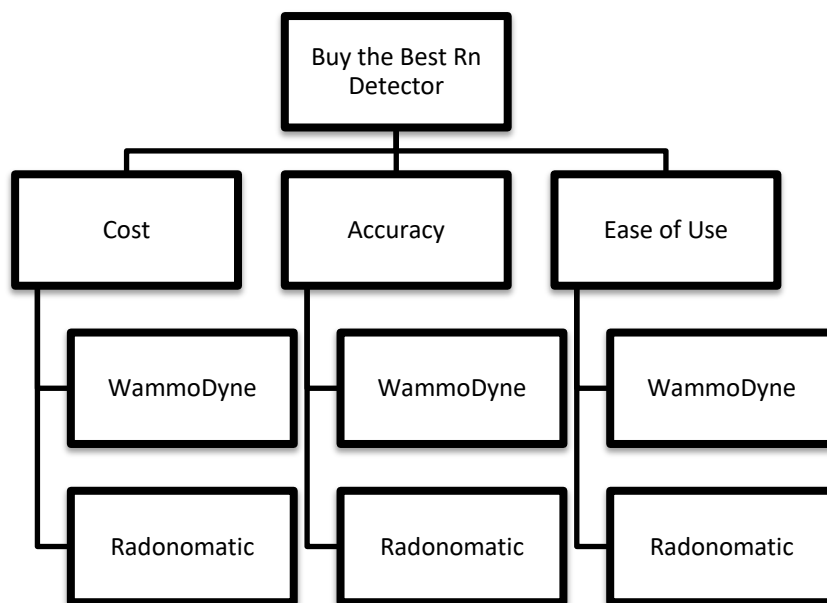 Buy the Best Rn
Detector
Cost
Accuracy
Ease of Use
WammoDyne
WammoDyne
WammoDyne
Radonomatic
Radonomatic
Radonomatic